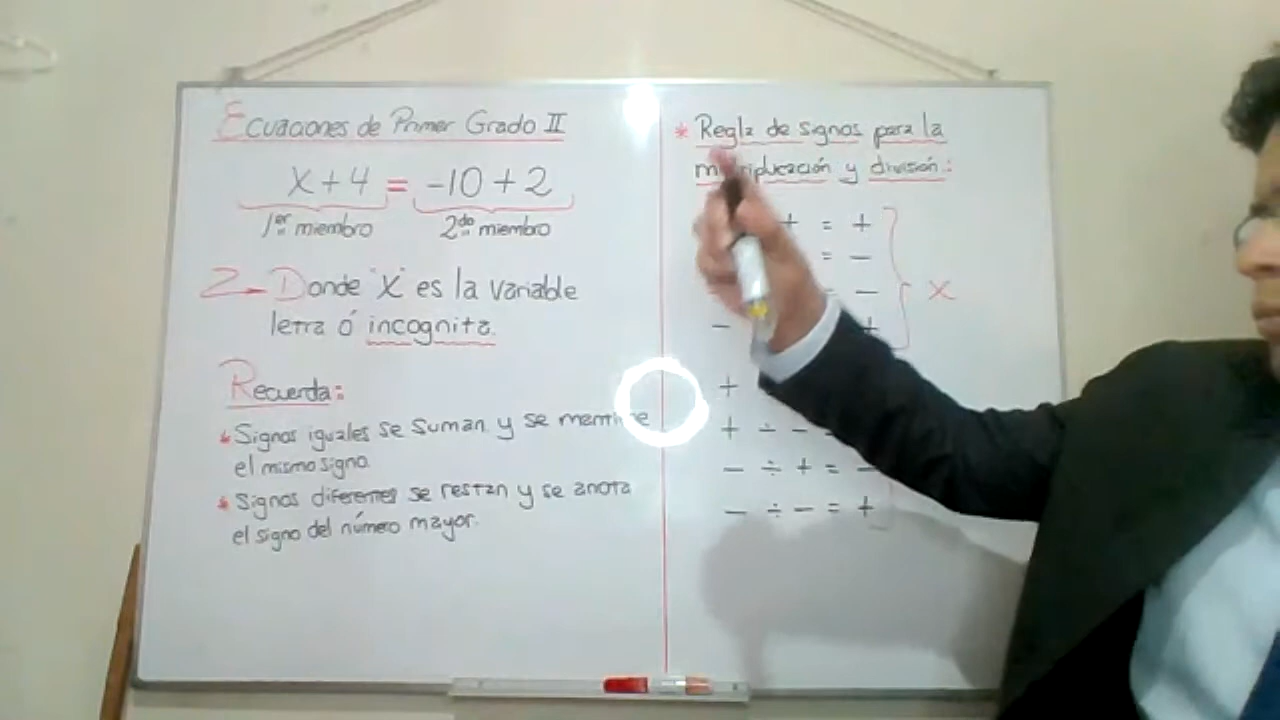 Ecuaciones de Primer Grado II
x + 4 = -10 + 2
1er miembro 2do miembro
Donde "x" es la variable
letra ó incognita.
Recuerda:
* Signos iguales se suman y se mantiene
el mismo signo.
* Signos diferentes se restan y se anota
el signo del número mayor.
* Regla de signos para la
multiplicación y división:
+ = +
= −
− x
−
+
+ ÷ −
− ÷ + = −
− ÷ − = +